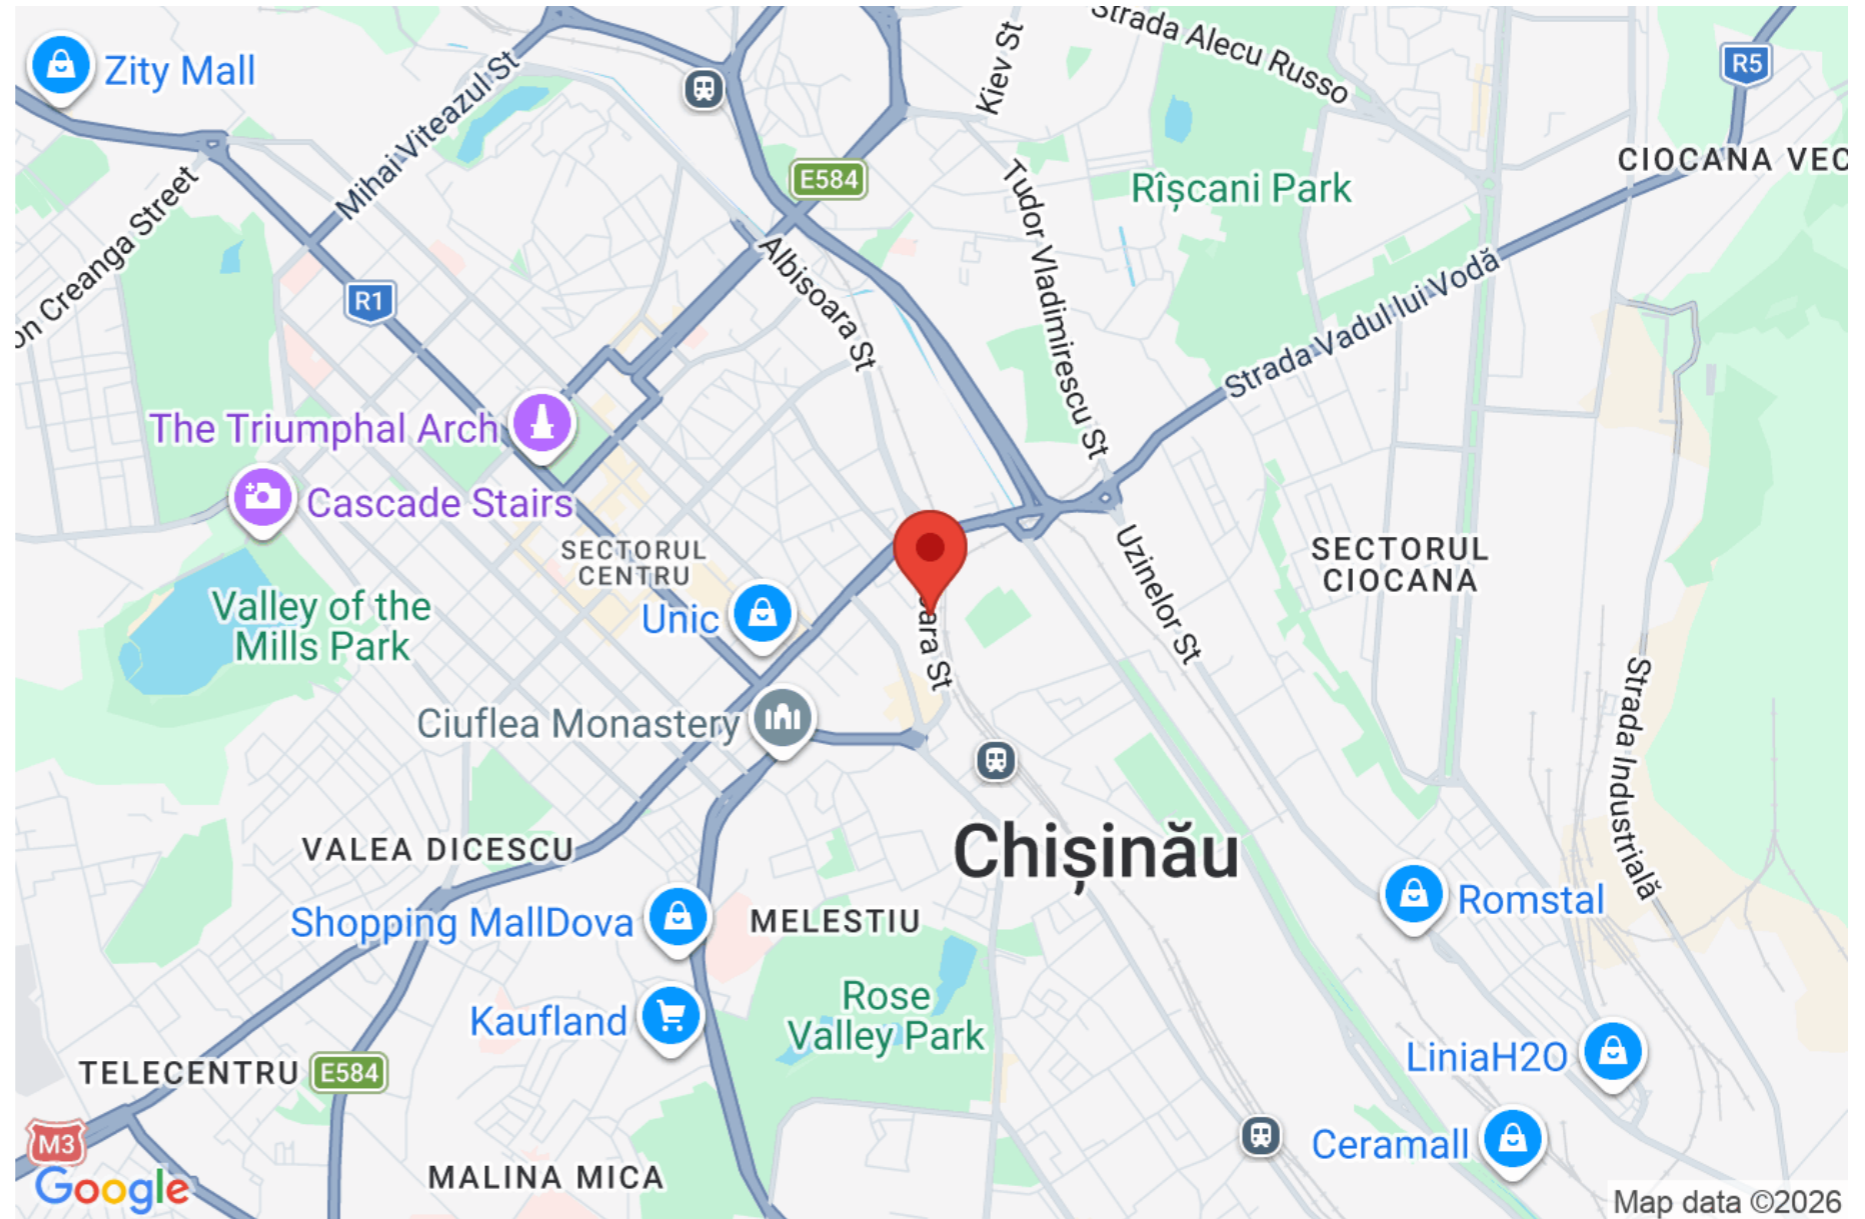 Strada Alecu Russo
Kiev St
R5
Zity Mall
Mihai Viteazul St
CIOCANA VEC
E584
Rîșcani Park
on Creanga Street
Tudor Vladimirescu St
Albisoara St
R1
Strada Vadul lui Vodă
The Triumphal Arch
Cascade Stairs
SECTORUL
CENTRU
SECTORUL
CIOCANA
Uzinelor St
Valley of the
Mills Park
Unic
oara St
Ciuflea Monastery
Strada Industrială
Chișinău
VALEA DICESCU
Romstal
Shopping MallDova
MELESTIU
Rose
Valley Park
Kaufland
LiniaH2O
TELECENTRU
E584
M3
Ceramall
MALINA MICA
Google
Map data ©2026